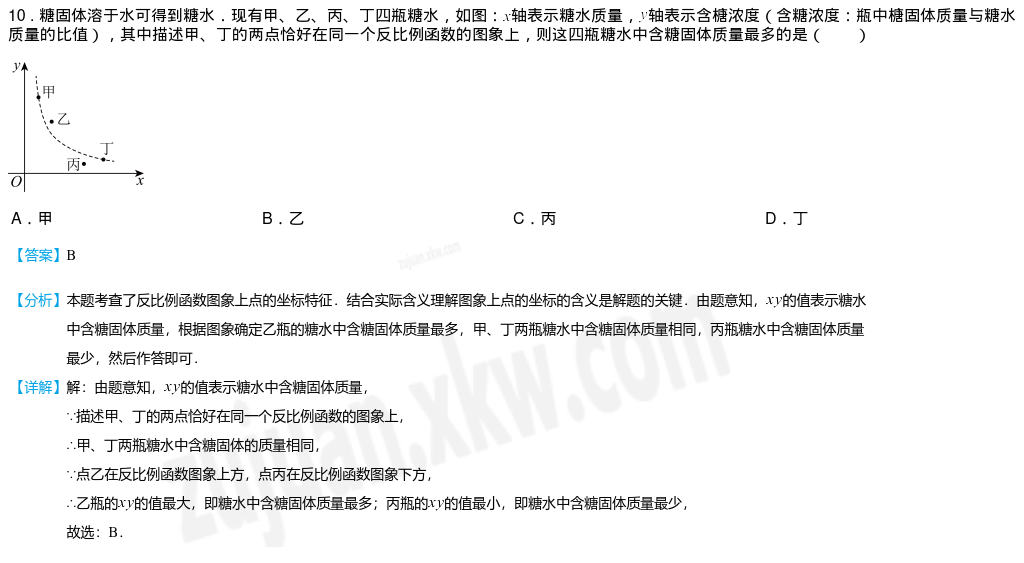 10．糖固体溶于水可得到糖水．现有甲、乙、丙、丁四瓶糖水，如图：x轴表示糖水质量，y轴表示含糖浓度（含糖浓度：瓶中糖固体质量与糖水
质量的比值），其中描述甲、丁的两点恰好在同一个反比例函数的图象上，则这四瓶糖水中含糖固体质量最多的是（　　）
y
甲
乙
丁
丙
O
x
A．甲 B．乙 C．丙 D．丁
【答案】B
zujuan.xkw.com
【分析】本题考查了反比例函数图象上点的坐标特征．结合实际含义理解图象上点的坐标的含义是解题的关键．由题意知，xy的值表示糖水
中含糖固体质量，根据图象确定乙瓶的糖水中含糖固体质量最多，甲、丁两瓶糖水中含糖固体质量相同，丙瓶糖水中含糖固体质量
最少，然后作答即可．
【详解】解：由题意知，xy的值表示糖水中含糖固体质量，
∵描述甲、丁的两点恰好在同一个反比例函数的图象上，
∴甲、丁两瓶糖水中含糖固体的质量相同，
∵点乙在反比例函数图象上方，点丙在反比例函数图象下方，
∴乙瓶的xy的值最大，即糖水中含糖固体质量最多；丙瓶的xy的值最小，即糖水中含糖固体质量最少，
故选：B．
zujuan.xkw.com